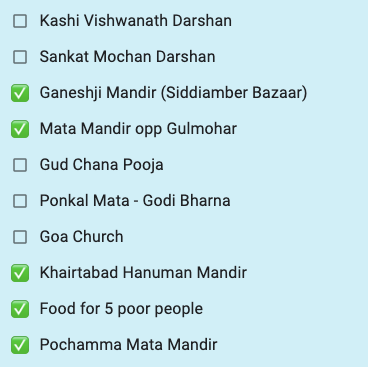 Kashi Vishwanath Darshan
Sankat Mochan Darshan
Ganeshji Mandir (Siddiamber Bazaar)
Mata Mandir opp Gulmohar
Gud Chana Pooja
Ponkal Mata - Godi Bharna
Goa Church
Khairtabad Hanuman Mandir
Food for 5 poor people
Pochamma Mata Mandir